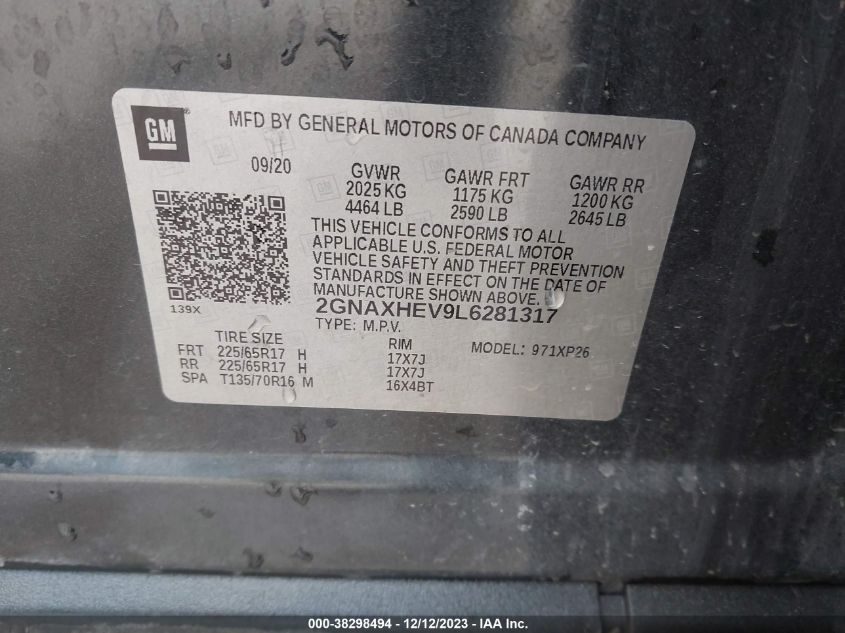 GM ®
MFD BY GENERAL MOTORS OF CANADA COMPANY
09/20
GVWR
2025 KG
4464 LB
GAWR FRT
1175 KG
2590 LB
GAWR RR
1200 KG
2645 LB
THIS VEHICLE CONFORMS TO ALL
APPLICABLE U.S. FEDERAL MOTOR
VEHICLE SAFETY AND THEFT PREVENTION
STANDARDS IN EFFECT ON THE DATE OF
MANUFACTURE SHOWN ABOVE.
139X
2GNAXHEV9L6281317
TYPE: M.P.V.
MODEL: 971XP26
TIRE SIZE RIM
FRT 225/65R17 H 17X7J
RR 225/65R17 H 17X7J
SPA T135/70R16 M 16X4BT
000-38298494 - 12/12/2023 - IAA Inc.